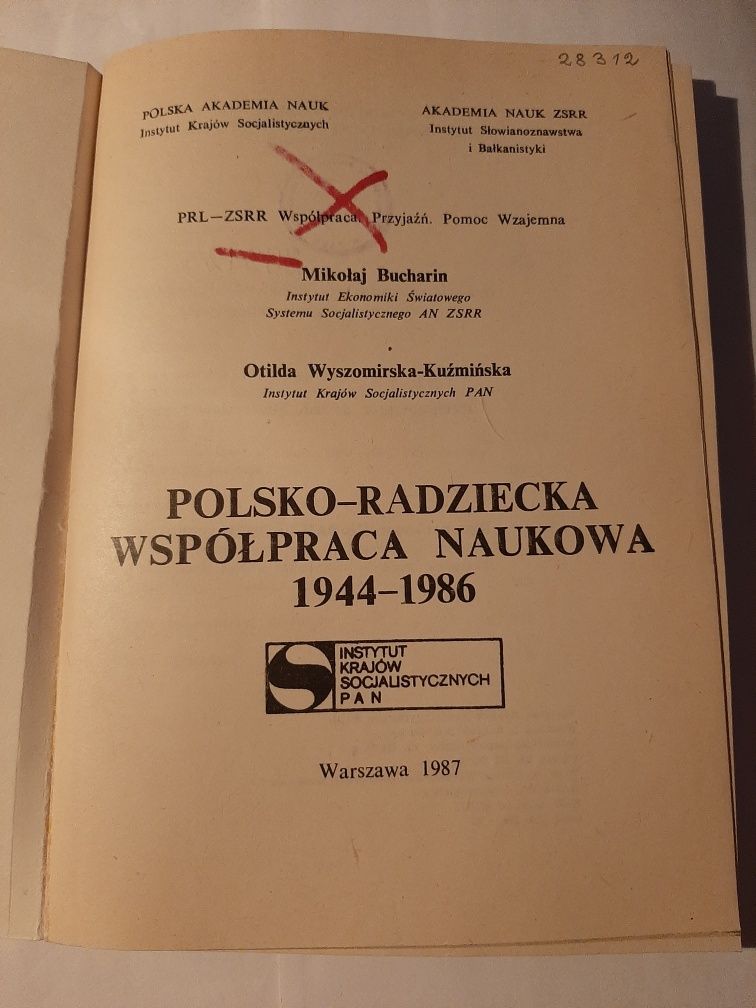 28312
POLSKA AKADEMIA NAUK
Instytut Krajów Socjalistycznych
AKADEMIA NAUK ZSRR
Instytut Słowianoznawstwa
i Bałkanistyki
PRL—ZSRR Współpraca. Przyjaźń. Pomoc Wzajemna
Mikołaj Bucharin
Instytut Ekonomiki Światowego
Systemu Socjalistycznego AN ZSRR
Otilda Wyszomirska-Kuźmińska
Instytut Krajów Socjalistycznych PAN
POLSKO–RADZIECKA
WSPÓŁPRACA NAUKOWA
1944–1986
INSTYTUT
KRAJÓW
SOCJALISTYCZNYCH
PAN
Warszawa 1987